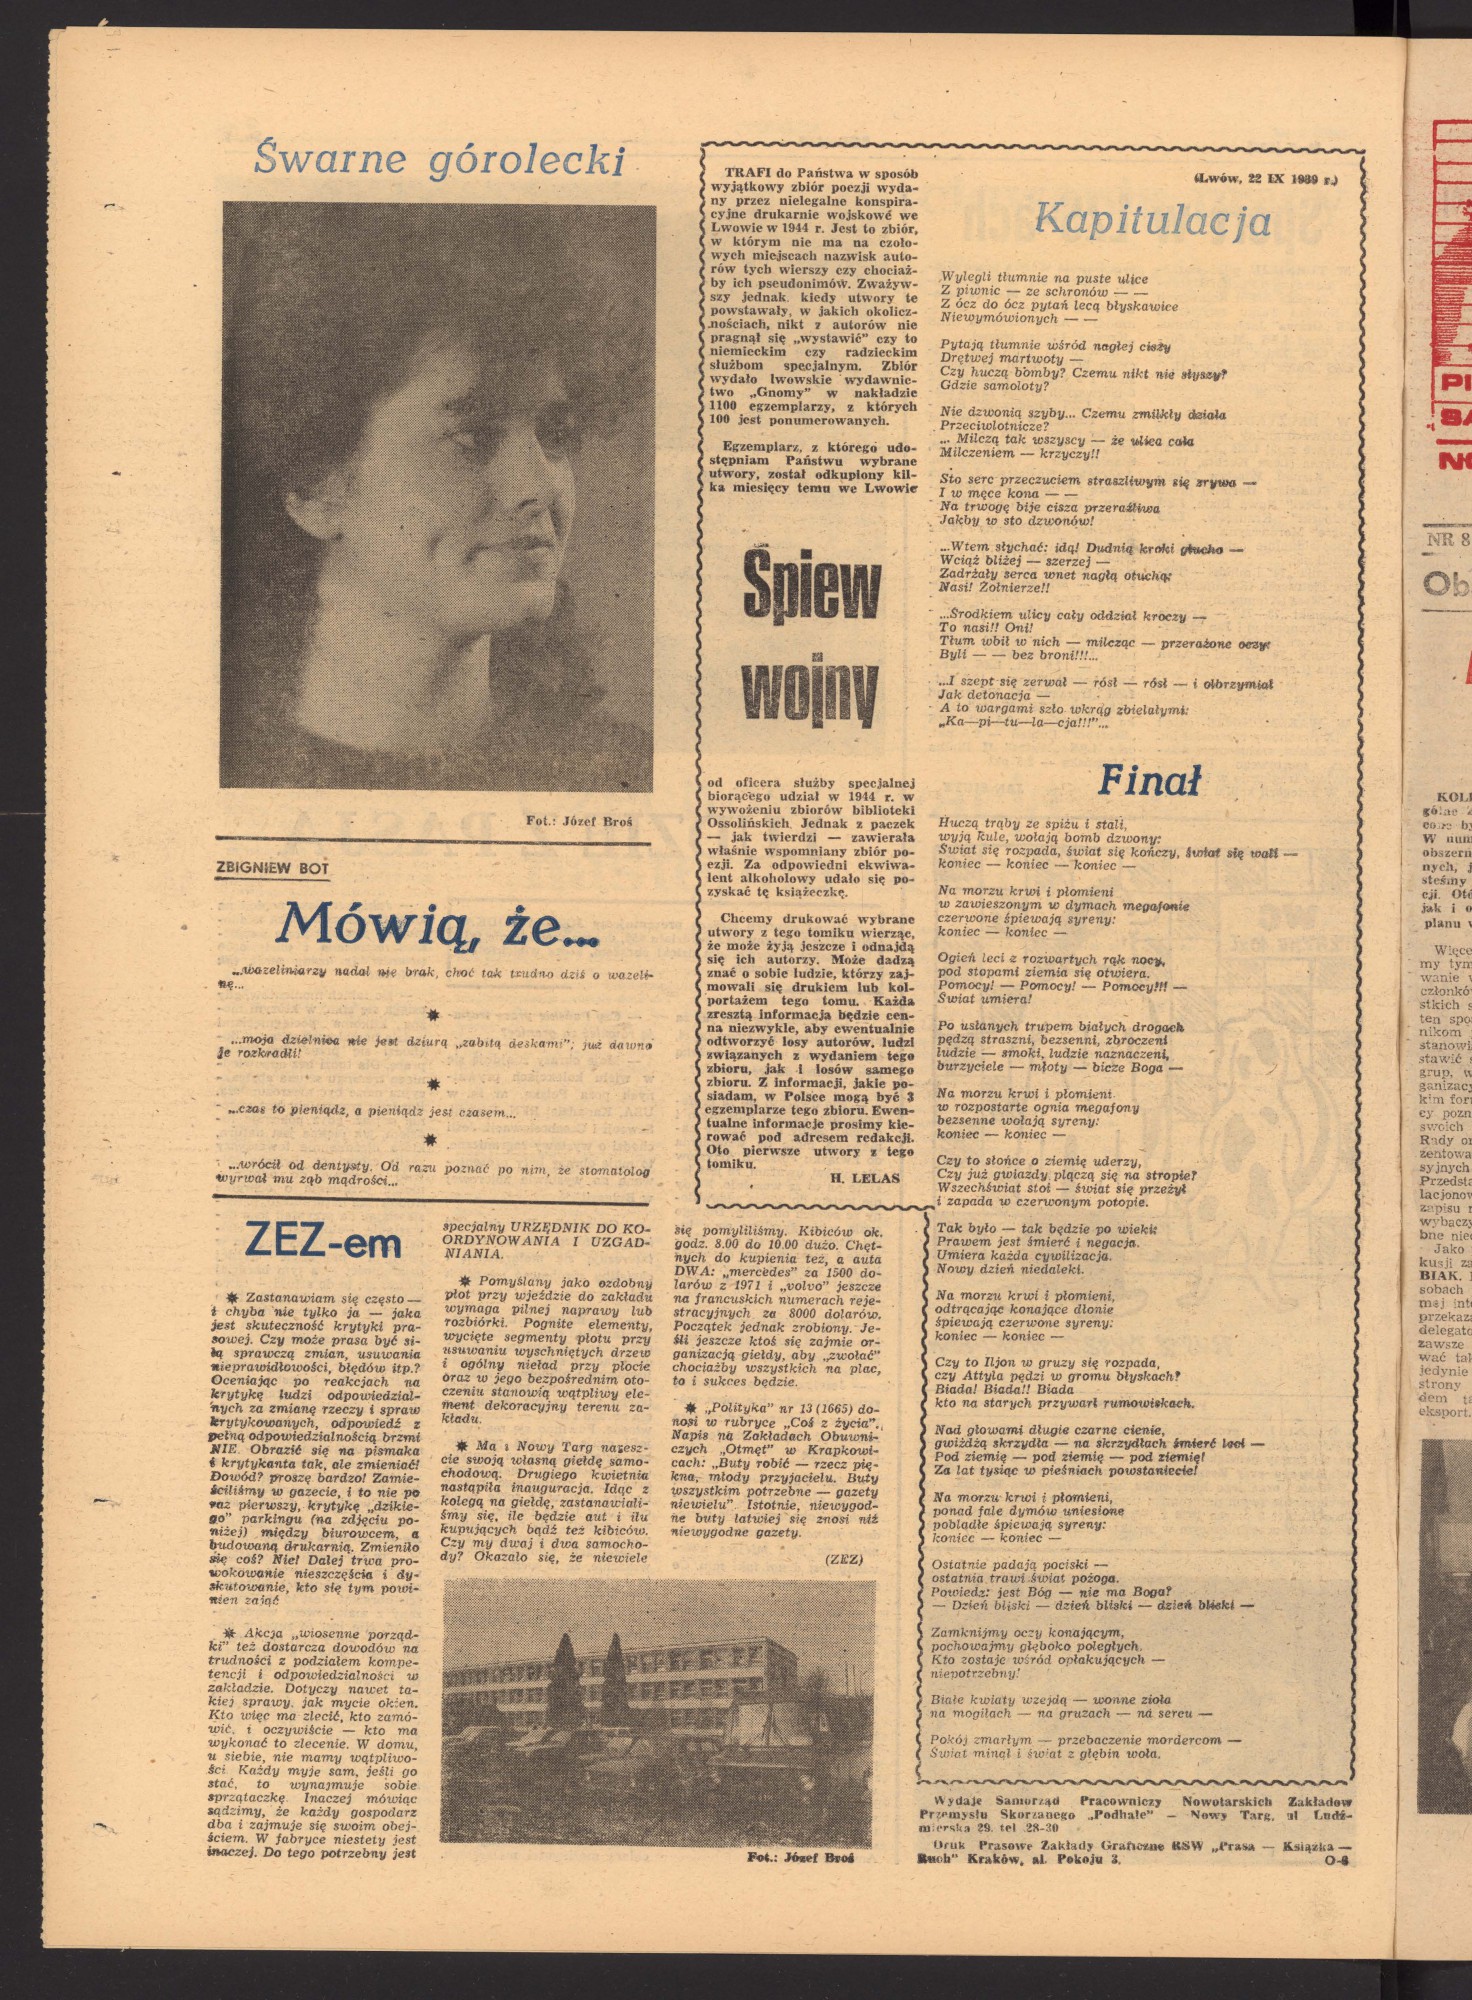 Śwarne górolecki
Fot.: Józef Broś
ZBIGNIEW BOT
Mówią, że...
„...wazeliniarzy nadal nie brak, choć tak trudno dziś o wazeli-
nę...
...moja dzielnica nie jest dziurą „zabitą deskami”; już dawno
je rozkradli!
...czas to pieniądz, a pieniądz jest czasem...
...wrócił od dentysty. Od razu poznać po nim, że stomatolog
wyrwał mu ząb mądrości...
ZEZ-em
✷ Zastanawiam się często —
i chyba nie tylko ja — jaka
jest skuteczność krytyki pra-
sowej. Czy może prasa być si-
łą sprawczą zmian, usuwania
nieprawidłowości, błędów itp.?
Oceniając po reakcjach na
krytykę ludzi odpowiedzial-
nych za zmianę rzeczy i spraw
krytykowanych, odpowiedź z
pełną odpowiedzialnością brzmi
NIE. Obrazić się na pismaka
i krytykanta tak, ale zmieniać!
Dowód? proszę bardzo! Zamie-
ściliśmy w gazecie, i to nie po
raz pierwszy, krytykę „dzikie-
go” parkingu (na zdjęciu po-
niżej) między biurowcem, a
budowaną drukarnią. Zmieniło
się coś? Nie! Dalej trwa pro-
wokowanie nieszczęścia i dy-
skutowanie, kto się tym powi-
nien zająć
✷ Akcja „wiosenne porząd-
ki” też dostarcza dowodów na
trudności z podziałem kompe-
tencji i odpowiedzialności w
zakładzie. Dotyczy nawet ta-
kiej sprawy, jak mycie okien.
Kto więc ma zlecić, kto zamó-
wić, i oczywiście — kto ma
wykonać to zlecenie. W domu,
u siebie, nie mamy wątpliwo-
ści. Każdy myje sam, jeśli go
stać, to wynajmuje sobie
sprzątaczkę. Inaczej mówiąc
sądzimy, że każdy gospodarz
dba i zajmuje się swoim obej-
ściem. W fabryce niestety jest
inaczej. Do tego potrzebny jest
specjalny URZĘDNIK DO KO-
ORDYNOWANIA I UZGAD-
NIANIA.
✷ Pomyślany jako ozdobny
płot przy wjeździe do zakładu
wymaga pilnej naprawy lub
rozbiórki. Pognite elementy,
wycięte segmenty płotu przy
usuwaniu wyschniętych drzew
i ogólny nieład przy płocie
oraz w jego bezpośrednim oto-
czeniu stanowią wątpliwy ele-
ment dekoracyjny terenu za-
kładu.
✷ Ma i Nowy Targ naresz-
cie swoją własną giełdę samo-
chodową. Drugiego kwietnia
nastąpiła inauguracja. Idąc z
kolegą na giełdę, zastanawiali-
śmy się, ile będzie aut i ilu
kupujących bądź też kibiców.
Czy my dwaj i dwa samocho-
dy? Okazało się, że niewiele
się pomyliliśmy. Kibiców ok.
godz. 8.00 do 10.00 dużo. Chęt-
nych do kupienia też, a auta
DWA: „mercedes” za 1500 do-
larów z 1971 i „volvo” jeszcze
na francuskich numerach reje-
stracyjnych za 8000 dolarów.
Początek jednak zrobiony. Je-
śli jeszcze ktoś się zajmie or-
ganizacją giełdy, aby „zwołać”
chociażby wszystkich na plac,
to i sukces będzie.
✷ „Polityka” nr 13 (1665) do-
nosi w rubryce „Coś z życia”.
Napis na Zakładach Obuwni-
czych „Otmęt” w Krapkowi-
cach: „Buty robić — rzecz pię-
kna, młody przyjacielu. Buty
wszystkim potrzebne — gazety
niewielu”. Istotnie, niewygod-
ne buty łatwiej się znosi niż
niewygodne gazety.
(ZEZ)
Fot.: Józef Broś
TRAFI do Państwa w sposób
wyjątkowy zbiór poezji wyda-
ny przez nielegalne konspira-
cyjne drukarnie wojskowe we
Lwowie w 1944 r. Jest to zbiór,
w którym nie ma na czoło-
wych miejscach nazwisk auto-
rów tych wierszy czy chociaż-
by ich pseudonimów. Zważyw-
szy jednak, kiedy utwory te
powstawały, w jakich okolicz-
nościach, nikt z autorów nie
pragnął się „wystawić” czy to
niemieckim czy radzieckim
służbom specjalnym. Zbiór
wydało lwowskie wydawnic-
two „Gnomy” w nakładzie
1100 egzemplarzy, z których
100 jest ponumerowanych.
Egzemplarz, z którego udo-
stępniam Państwu wybrane
utwory, został odkupiony kil-
ka miesięcy temu we Lwowie
Śpiew
wojny
od oficera służby specjalnej
biorącego udział w 1944 r. w
wywożeniu zbiorów biblioteki
Ossolińskich. Jednak z paczek
— jak twierdzi — zawierała
właśnie wspomniany zbiór po-
ezji. Za odpowiedni ekwiwa-
lent alkoholowy udało się po-
zyskać tę książeczkę.
Chcemy drukować wybrane
utwory z tego tomiku wierząc,
że może żyją jeszcze i odnajdą
się ich autorzy. Może dadzą
znać o sobie ludzie, którzy zaj-
mowali się drukiem lub kol-
portażem tego tomu. Każda
zresztą informacja będzie cen-
na niezwykle, aby ewentualnie
odtworzyć losy autorów, ludzi
związanych z wydaniem tego
zbioru, jak i losów samego
zbioru. Z informacji, jakie po-
siadam, w Polsce mogą być 3
egzemplarze tego zbioru. Ewen-
tualne informacje prosimy kie-
rować pod adresem redakcji.
Oto pierwsze utwory z tego
tomiku.
H. LELAS
(Lwów, 22 IX 1939 r.)
Kapitulacja
Wylegli tłumnie na puste ulice
Z piwnic — ze schronów — —
Z ócz do ócz pytań lecą błyskawice
Niewymówionych — —
Pytają tłumnie wśród nagłej ciszy
Drętwej martwoty —
Czy huczą bomby? Czemu nikt nie słyszy?
Gdzie samoloty?
Nie dzwonią szyby... Czemu zmilkły działa
Przeciwlotnicze?
... Milczą tak wszyscy — że ulica cała
Milczeniem — krzyczy!!
Sto serc przeczuciem straszliwym się zrywa —
I w męce kona — —
Na trwogę bije cisza przeraźliwa
Jakby w sto dzwonów!
...Wtem słychać: idą! Dudnią kroki głucho —
Wciąż bliżej — szerzej —
Zadrżały serca wnet nagłą otuchą:
Nasi! Żołnierze!!
...Środkiem ulicy cały oddział kroczy —
To nasi!! Oni!
Tłum wbił w nich — milcząc — przerażone oczy:
Byli — — bez broni!!!...
...I szept się zerwał — rósł — rósł — i olbrzymiał
Jak detonacja —
A to wargami szło wkrąg zbielałymi:
„Ka—pi—tu—la—cja!!!”...
Finał
Huczą trąby ze spiżu i stali,
wyją kule, wołają bomb dzwony:
Świat się rozpada, świat się kończy, świat się wali —
koniec — koniec — koniec —
Na morzu krwi i płomieni
w zawieszonym w dymach megafonie
czerwone śpiewają syreny:
koniec — koniec —
Ogień leci z rozwartych rąk nocy,
pod stopami ziemia się otwiera.
Pomocy! — Pomocy! — Pomocy!!! —
Świat umiera!
Po usłanych trupem białych drogach
pędzą straszni, bezsenni, zbroczeni
ludzie — smoki, ludzie naznaczeni,
burzyciele — młoty — bicze Boga —
Na morzu krwi i płomieni
w rozpostarte ognia megafony
bezsenne wołają syreny:
koniec — koniec —
Czy to słońce o ziemię uderzy,
Czy już gwiazdy plączą się na stropie?
Wszechświat stoi — świat się przeżył
i zapada w czerwonym potopie.
Tak było — tak będzie po wieki:
Prawem jest śmierć i negacja.
Umiera każda cywilizacja.
Nowy dzień niedaleki.
Na morzu krwi i płomieni,
odtrącając konające dłonie
śpiewają czerwone syreny:
koniec — koniec —
Czy to Iljon w gruzy się rozpada,
czy Attyla pędzi w gromu błyskach?
Biada! Biada!! Biada
kto na starych przywarł rumowiskach.
Nad głowami długie czarne cienie,
gwiżdżą skrzydła — na skrzydłach śmierć leci —
Pod ziemię — pod ziemię — pod ziemię!
Za lat tysiąc w pieśniach powstaniecie!
Na morzu krwi i płomieni,
ponad fale dymów uniesione
pobladłe śpiewają syreny:
koniec — koniec —
Ostatnie padają pociski —
ostatnia trawi świat pożoga.
Powiedz: jest Bóg — nie ma Boga?
— Dzień bliski — dzień bliski — dzień bliski —
Zamknijmy oczy konającym,
pochowajmy głęboko poległych.
Kto zostaje wśród opłakujących —
niepotrzebny!
Białe kwiaty wzejdą — wonne zioła
na mogiłach — na gruzach — na sercu —
Pokój zmarłym — przebaczenie mordercom —
Świat minął i świat z głębin woła.
Wydaje Samorząd Pracowniczy Nowotarskich Zakładów
Przemysłu Skórzanego „Podhale” — Nowy Targ, ul Ludź-
mierska 29, tel 28-30
Druk Prasowe Zakłady Graficzne RSW „Prasa — Książka —
Ruch” Kraków, al. Pokoju 3.
O-6
NR 8